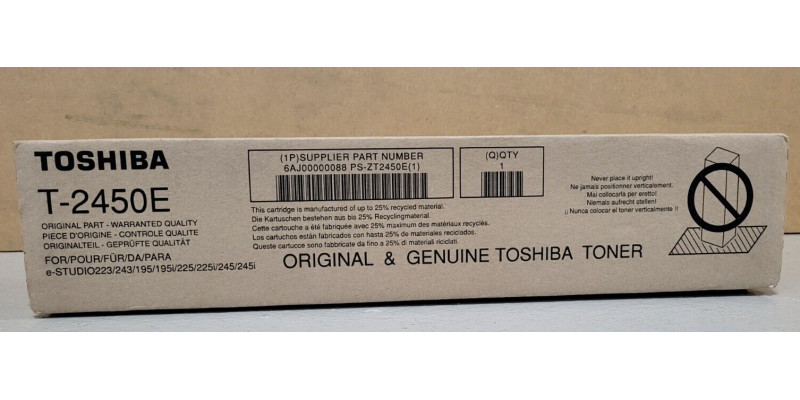 TOSHIBA
T-2450E
ORIGINAL PART - WARRANTED QUALITY
PIECE D'ORIGINE - CONTROLE QUALITE
ORIGINALTEIL - GEPRÜFTE QUALITÄT
FOR/POUR/FÜR/DA/PARA
e-STUDIO223/243/195/195i/225/225i/245/245i
(1P)SUPPLIER PART NUMBER
6AJ00000088 PS-ZT2450E(1)
(Q)QTY
1
This cartridge is manufactured is up to 25% recycled material.
Die Kartuschen bestehen aus bis 25% Recyclingmaterial.
Cette cartouche a été fabriquée avec 25% maximum des matériaux recyclés.
Los cartuchos han sido fabricados con hasta 25% de materiales reciclados.
Queste cartucce sono fabbricate da fino a 25% di materiali riciclati.
ORIGINAL & GENUINE TOSHIBA TONER
Never place it upright!
Ne jamais positionner verticalement!
Mai collocarla per erretto!
Niemals aufrecht stellen!
¡¡Nunca colocar el toner verticalmente !!